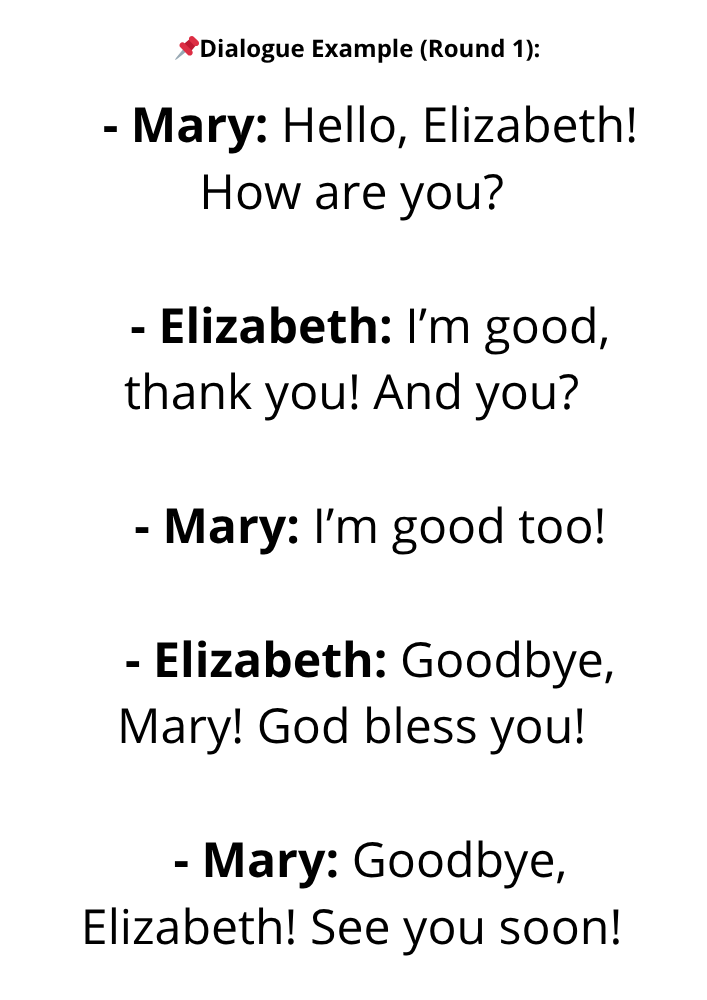 📌Dialogue Example (Round 1):
- Mary: Hello, Elizabeth!
How are you?
- Elizabeth: I’m good,
thank you! And you?
- Mary: I’m good too!
- Elizabeth: Goodbye,
Mary! God bless you!
- Mary: Goodbye,
Elizabeth! See you soon!